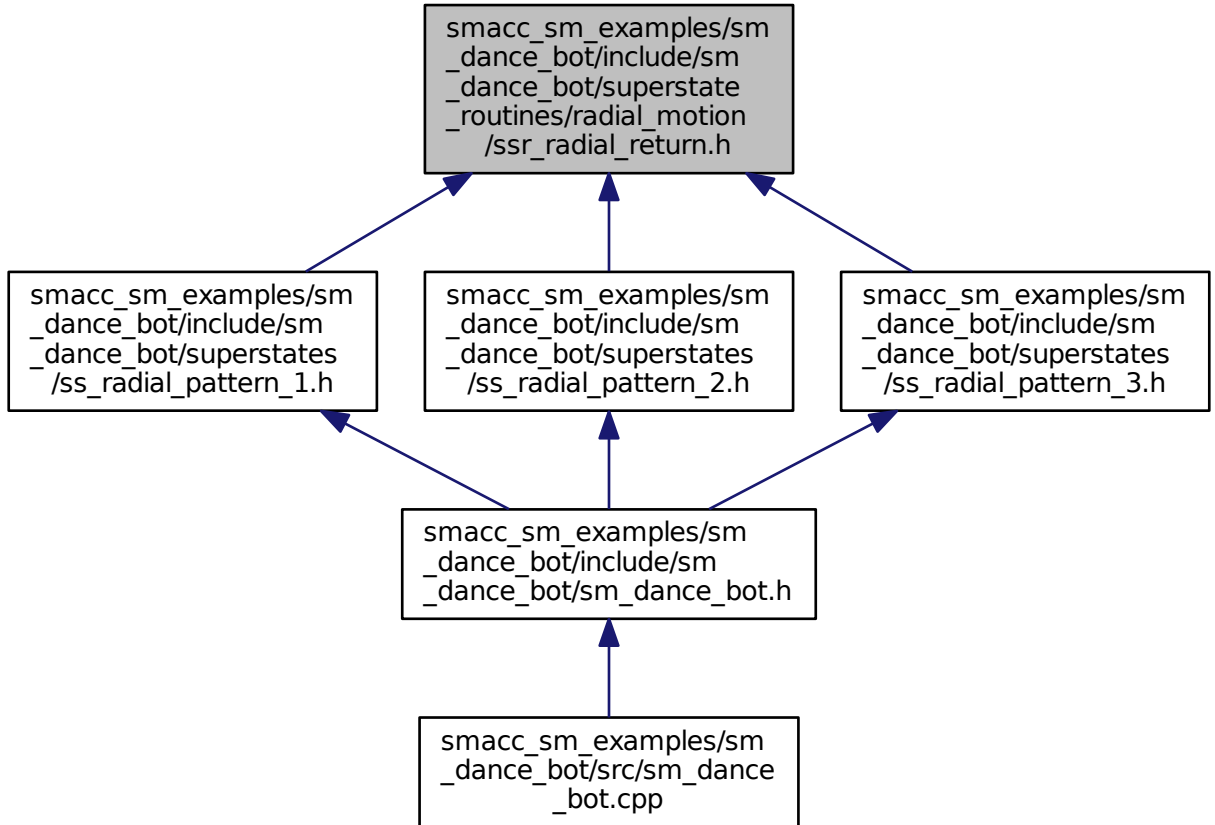 smacc_sm_examples/sm
_dance_bot/include/sm
_dance_bot/superstate
_routines/radial_motion
/ssr_radial_return.h
smacc_sm_examples/sm
_dance_bot/include/sm
_dance_bot/superstates
/ss_radial_pattern_1.h
smacc_sm_examples/sm
_dance_bot/include/sm
_dance_bot/superstates
/ss_radial_pattern_2.h
smacc_sm_examples/sm
_dance_bot/include/sm
_dance_bot/superstates
/ss_radial_pattern_3.h
smacc_sm_examples/sm
_dance_bot/include/sm
_dance_bot/sm_dance_bot.h
smacc_sm_examples/sm
_dance_bot/src/sm_dance
_bot.cpp